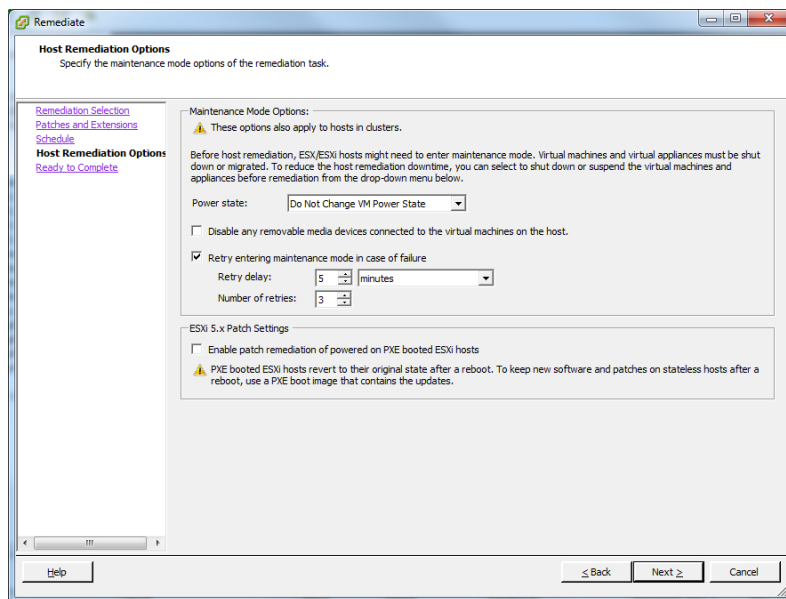 Remediate
Host Remediation Options
Specify the maintenance mode options of the remediation task.
Remediation Selection
Patches and Extensions
Schedule
Host Remediation Options
Ready to Complete
Maintenance Mode Options:
These options also apply to hosts in clusters.
Before host remediation, ESX/ESXi hosts might need to enter maintenance mode. Virtual machines and virtual appliances must be shut
down or migrated. To reduce the host remediation downtime, you can select to shut down or suspend the virtual machines and
appliances before remediation from the drop-down menu below.
Power state: Do Not Change VM Power State
Disable any removable media devices connected to the virtual machines on the host.
Retry entering maintenance mode in case of failure
Retry delay: 5 minutes
Number of retries: 3
ESXi 5.x Patch Settings
Enable patch remediation of powered on PXE booted ESXi hosts
PXE booted ESXi hosts revert to their original state after a reboot. To keep new software and patches on stateless hosts after a
reboot, use a PXE boot image that contains the updates.
Help
< Back
Next >
Cancel